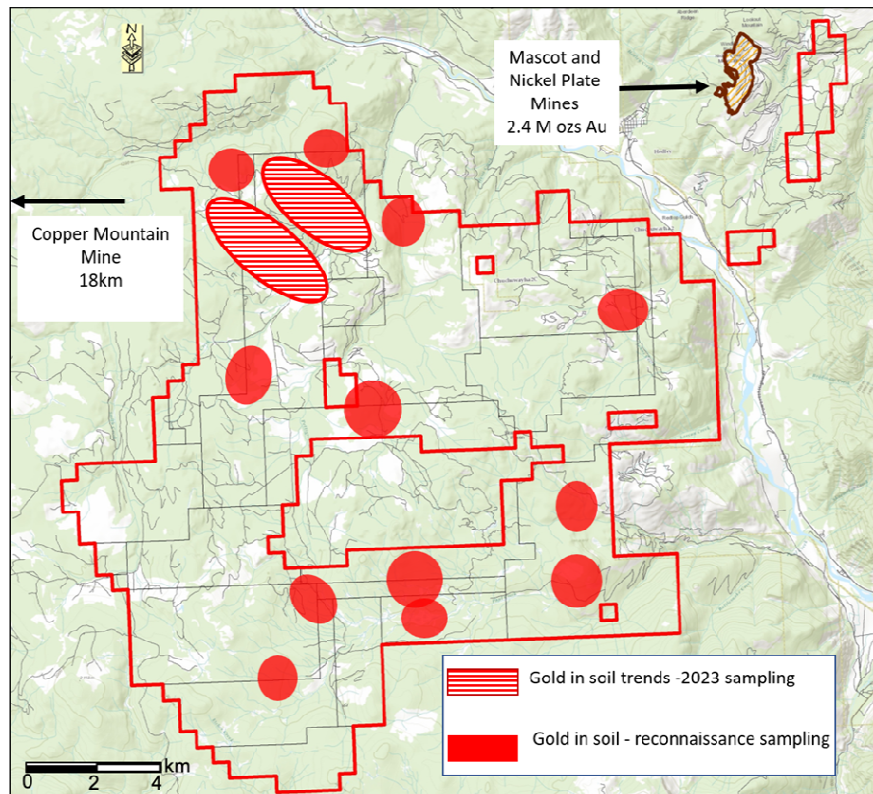 N
Mascot and
Nickel Plate
Mines
2.4 M ozs Au
Copper Mountain
Mine
18km
Gold in soil trends -2023 sampling
Gold in soil - reconnaissance sampling
0 2 4 km